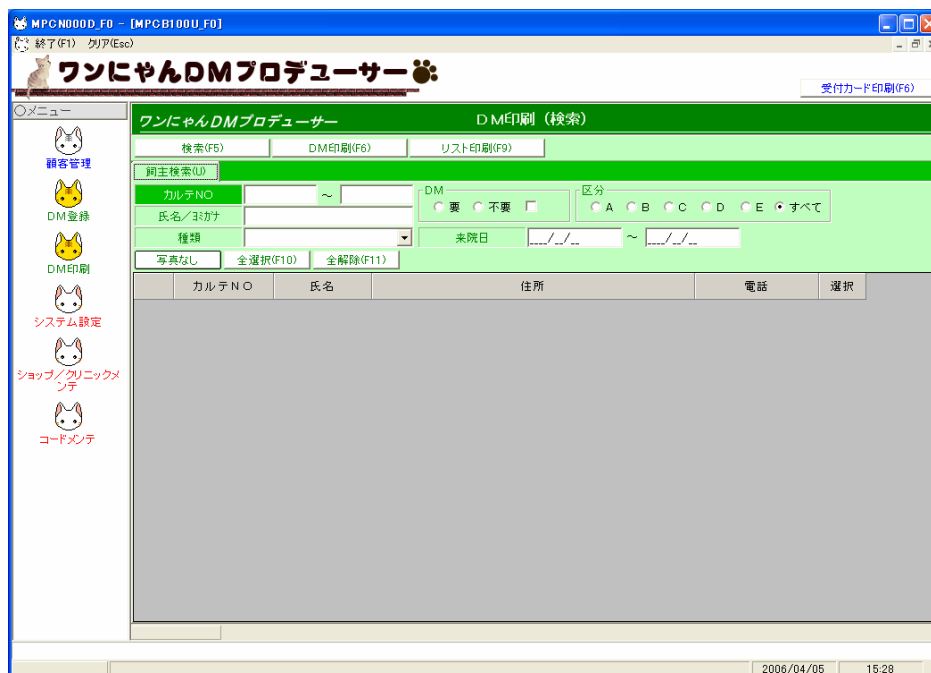 MPCN000D_F0 - [MPCB100U_F0]
終了(F1) クリア(Esc)
ワンにゃんDMプロデューサー
受付カード印刷(F6)
○メニュー
顧客管理
DM登録
DM印刷
システム設定
ショップ/クリニックメ
ンテ
コードメンテ
ワンにゃんDMプロデューサー DM印刷 (検索)
検索(F5) DM印刷(F6) リスト印刷(F9)
飼主検索(U)
カルテNO ~ DM 要 不要 区分 A B C D E すべて
氏名/ヨミガナ
種類 来院日 ___/_/__ ~ ___/_/__
写真なし 全選択(F10) 全解除(F11)
カルテNO 氏名 住所 電話 選択
2006/04/05 15:28